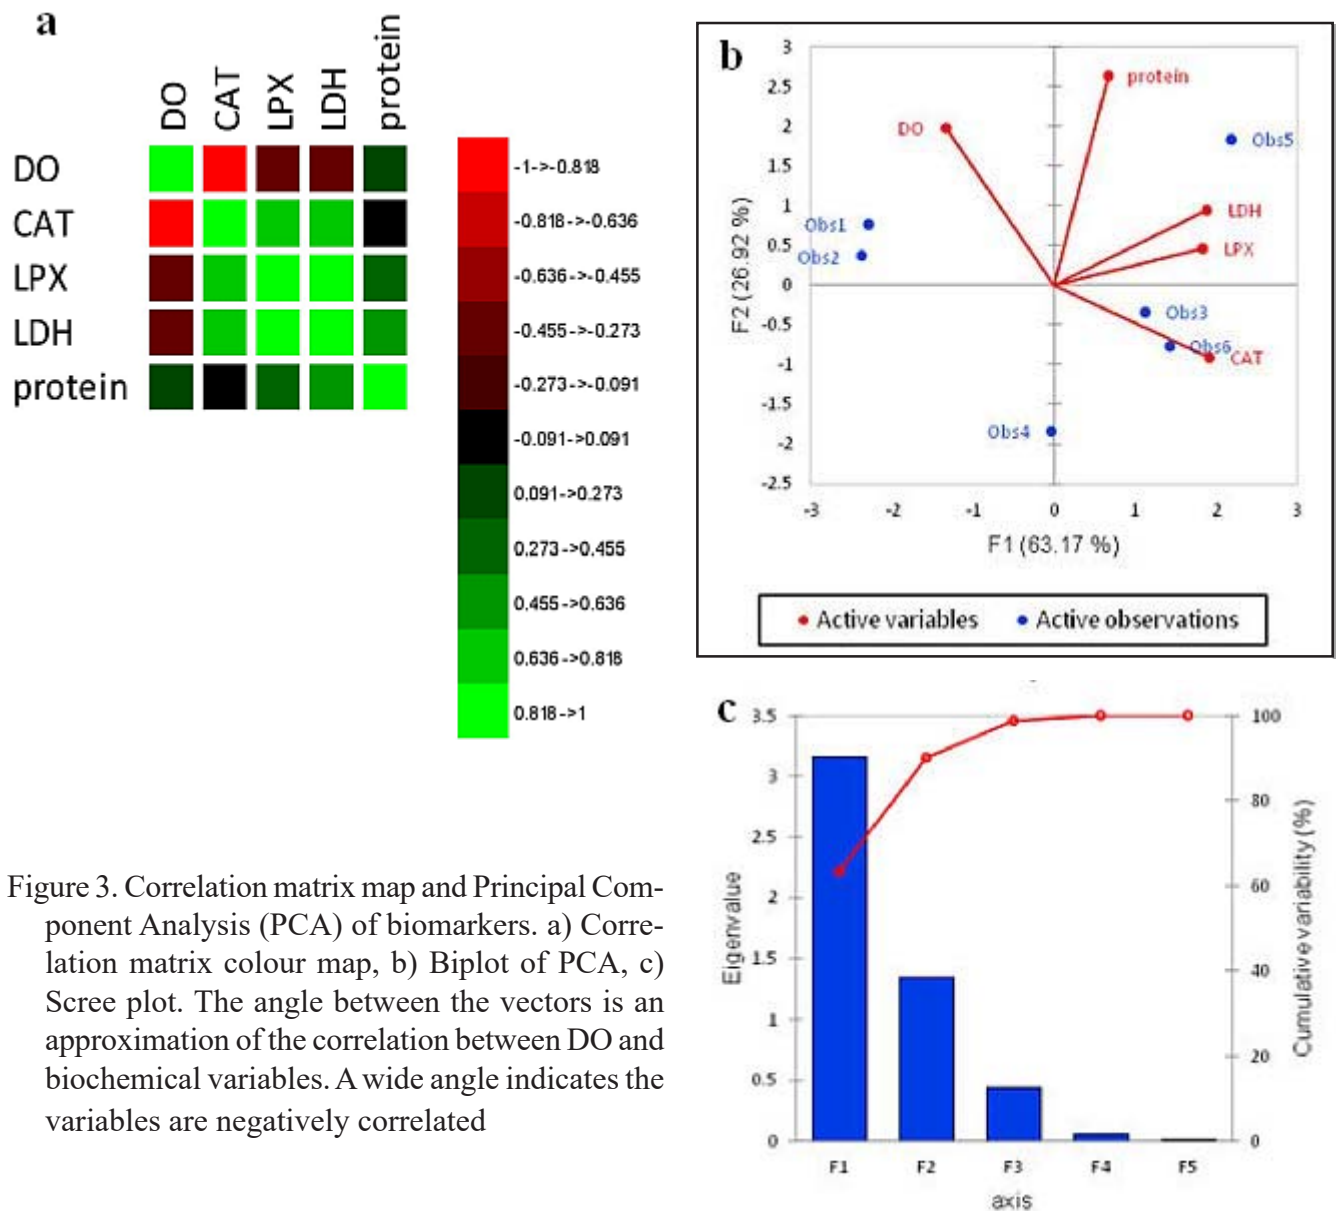 a
DO
CAT
LPX
LDH
protein
DO
CAT
LPX
LDH
protein
-1->-0.818
-0.818->-0.636
-0.636->-0.455
-0.455->-0.273
-0.273->-0.091
-0.091->0.091
0.091->0.273
0.273->0.455
0.455->0.636
0.636->0.818
0.818->1
b
3
2.5
2
1.5
1
0.5
0
-0.5
-1
-1.5
-2
-2.5
F2 (26.92 %)
protein
DO
Obs5
LDH
Obs1
LPX
Obs2
Obs3
Obs6
CAT
Obs4
-3 -2 -1 0 1 2 3
F1 (63.17 %)
Active variables Active observations
c
3.5
3
2.5
2
1.5
1
0.5
0
Eigenvalue
100
80
60
40
20
0
Cumulative variability (%)
F1 F2 F3 F4 F5
axis
Figure 3. Correlation matrix map and Principal Com-
ponent Analysis (PCA) of biomarkers. a) Corre-
lation matrix colour map, b) Biplot of PCA, c)
Scree plot. The angle between the vectors is an
approximation of the correlation between DO and
biochemical variables. A wide angle indicates the
variables are negatively correlated